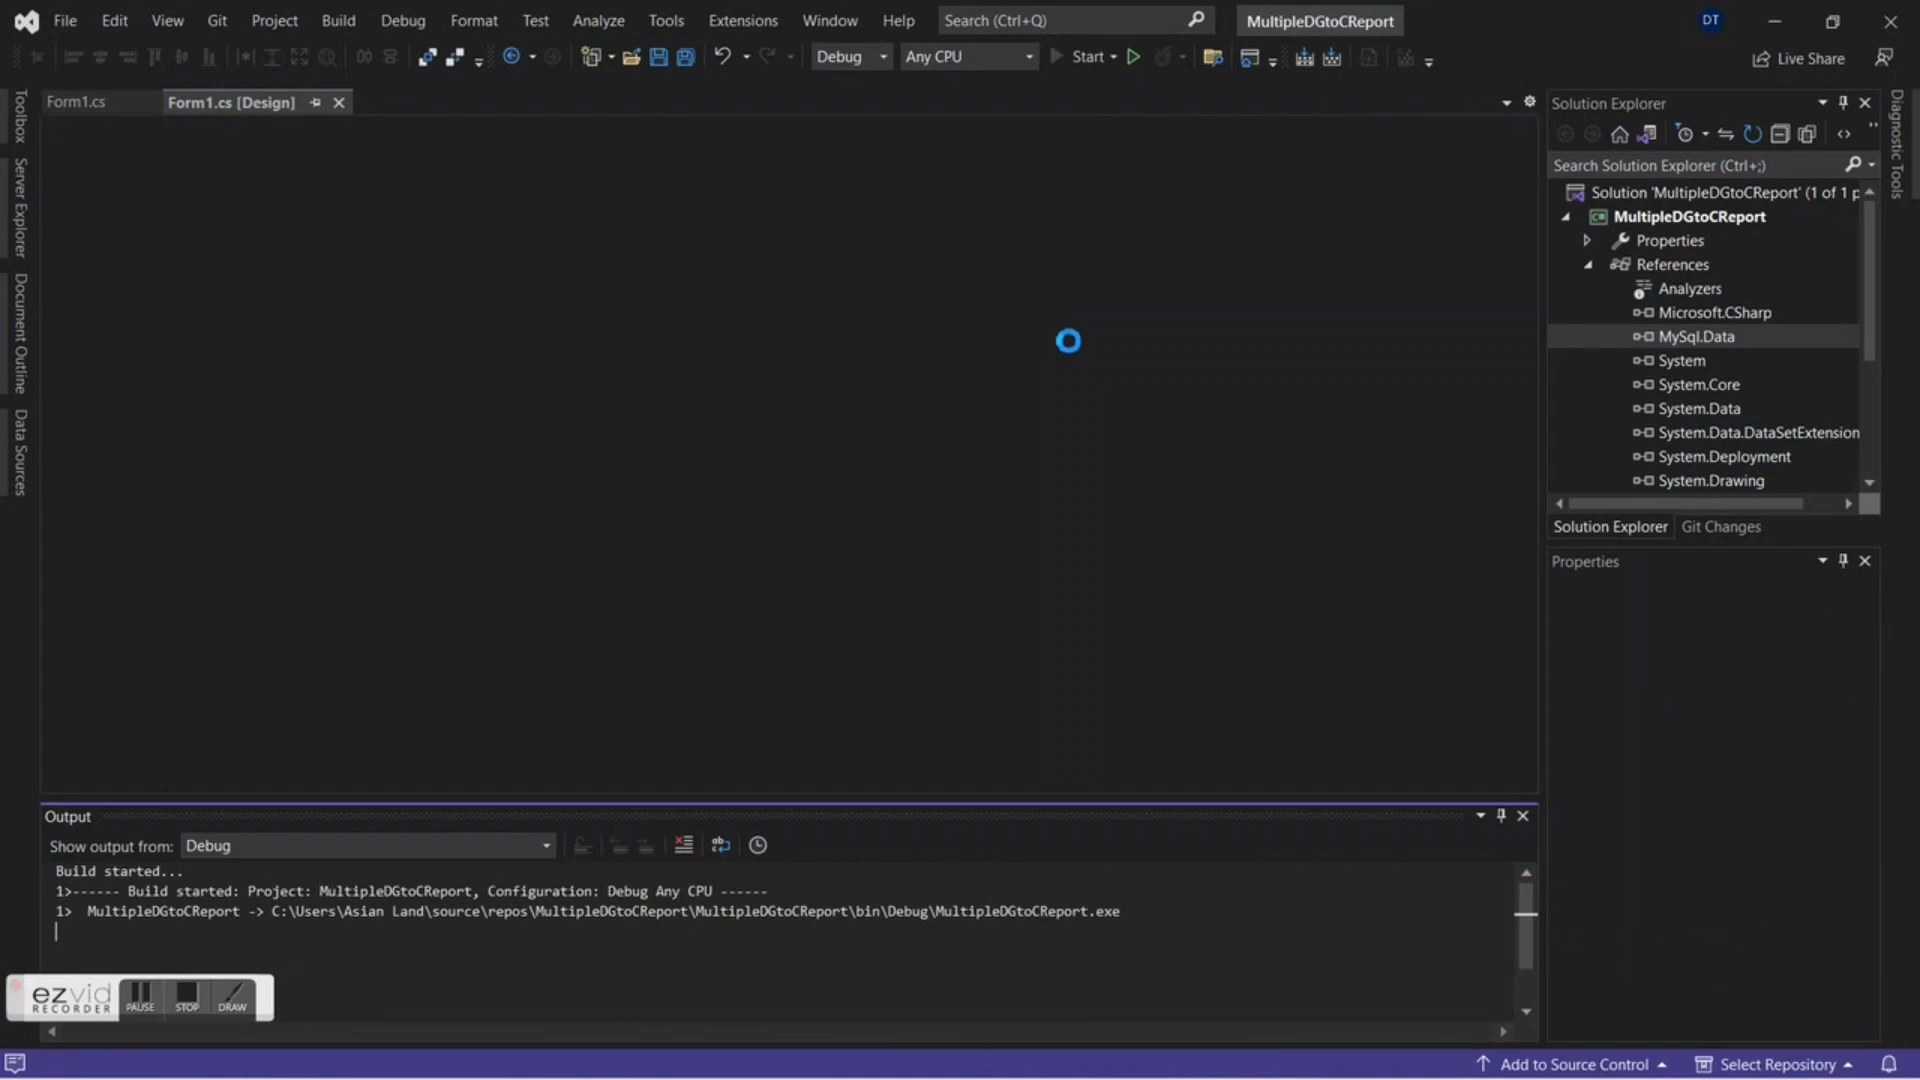 File Edit View Git Project Build Debug Format Test Analyze Tools Extensions Window Help Search (Ctrl+Q) MultipleDGtoCReport DT
Debug Any CPU Start Live Share
Form1.cs Form1.cs [Design]
Toolbox
Server Explorer
Document Outline
Data Sources
Solution Explorer
Search Solution Explorer (Ctrl+;)
Solution 'MultipleDGtoCReport' (1 of 1 p
MultipleDGtoCReport
Properties
References
Analyzers
Microsoft.CSharp
MySql.Data
System
System.Core
System.Data
System.Data.DataSetExtension
System.Deployment
System.Drawing
Solution Explorer Git Changes
Properties
Diagnostic Tools
Output
Show output from: Debug
Build started...
1>------ Build started: Project: MultipleDGtoCReport, Configuration: Debug Any CPU ------
1>  MultipleDGtoCReport -> C:\Users\Asian Land\source\repos\MultipleDGtoCReport\MultipleDGtoCReport\bin\Debug\MultipleDGtoCReport.exe
ezvid
RECORDER PAUSE STOP DRAW
Add to Source Control Select Repository